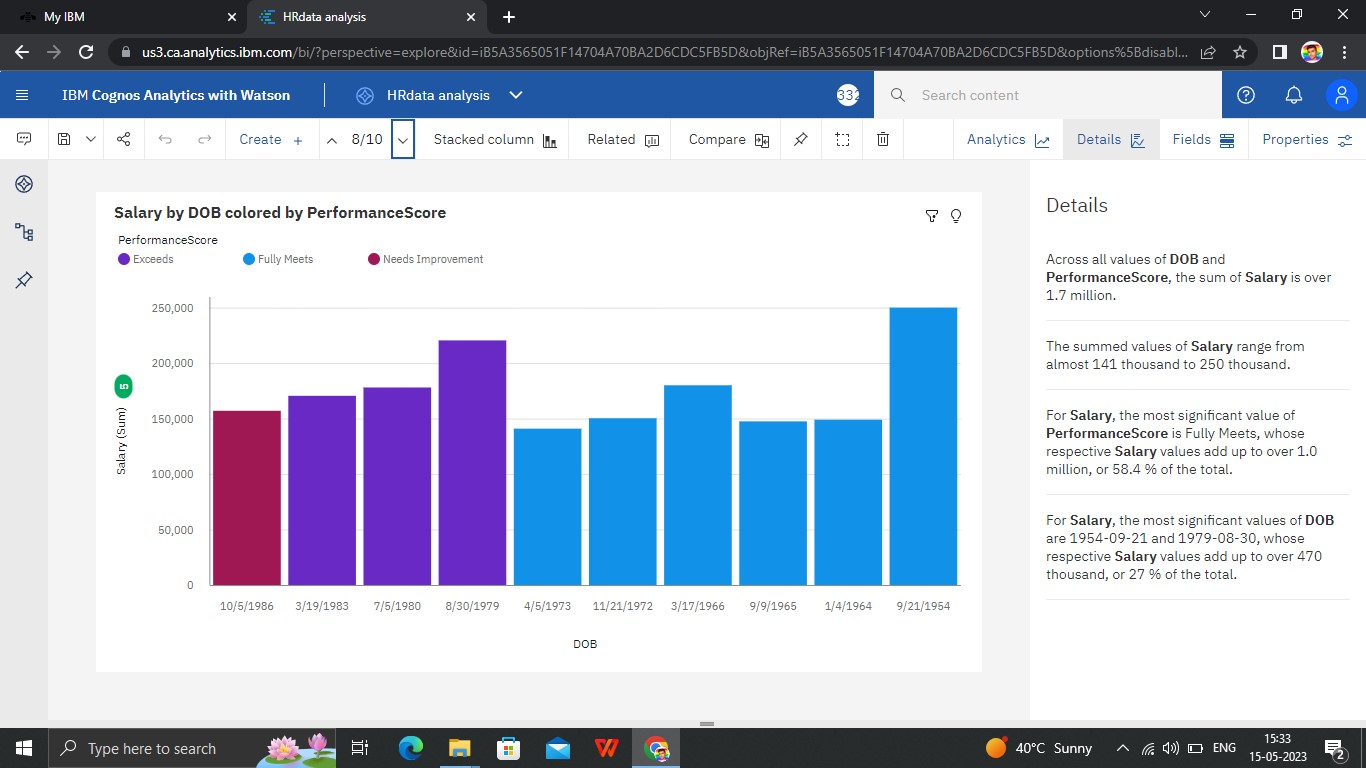 My IBM
HRdata analysis
us3.ca.analytics.ibm.com/bi/?perspective=explore&id=iB5A3565051F14704A70BA2D6CDC5FB5D&objRef=iB5A3565051F14704A70BA2D6CDC5FB5D&options%5Bdisabl...
IBM Cognos Analytics with Watson
HRdata analysis
332
Search content
Create +
8/10
Stacked column
Related
Compare
Analytics
Details
Fields
Properties
Salary by DOB colored by PerformanceScore
PerformanceScore
Exceeds
Fully Meets
Needs Improvement
250,000
200,000
150,000
100,000
50,000
0
5
Salary (Sum)
10/5/1986
3/19/1983
7/5/1980
8/30/1979
4/5/1973
11/21/1972
3/17/1966
9/9/1965
1/4/1964
9/21/1954
DOB
Details
Across all values of DOB and
PerformanceScore, the sum of Salary is over
1.7 million.
The summed values of Salary range from
almost 141 thousand to 250 thousand.
For Salary, the most significant value of
PerformanceScore is Fully Meets, whose
respective Salary values add up to over 1.0
million, or 58.4 % of the total.
For Salary, the most significant values of DOB
are 1954-09-21 and 1979-08-30, whose
respective Salary values add up to over 470
thousand, or 27 % of the total.
Type here to search
40°C Sunny
ENG
15:33
15-05-2023
2